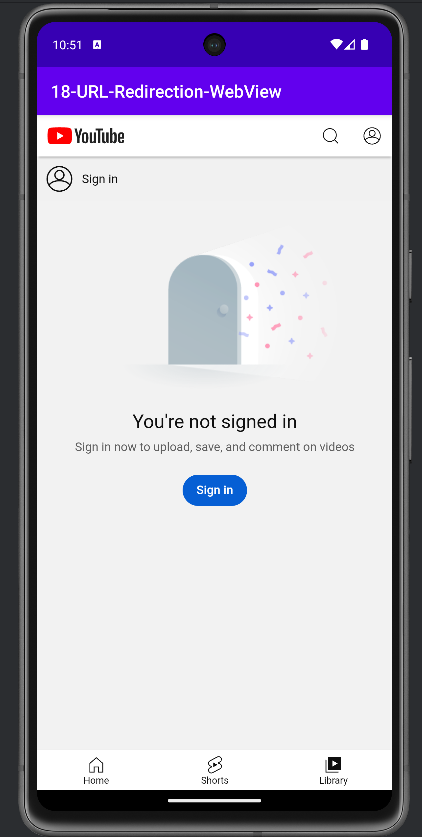 10:51 A
18-URL-Redirection-WebView
YouTube
Sign in
You're not signed in
Sign in now to upload, save, and comment on videos
Sign in
Home Shorts Library